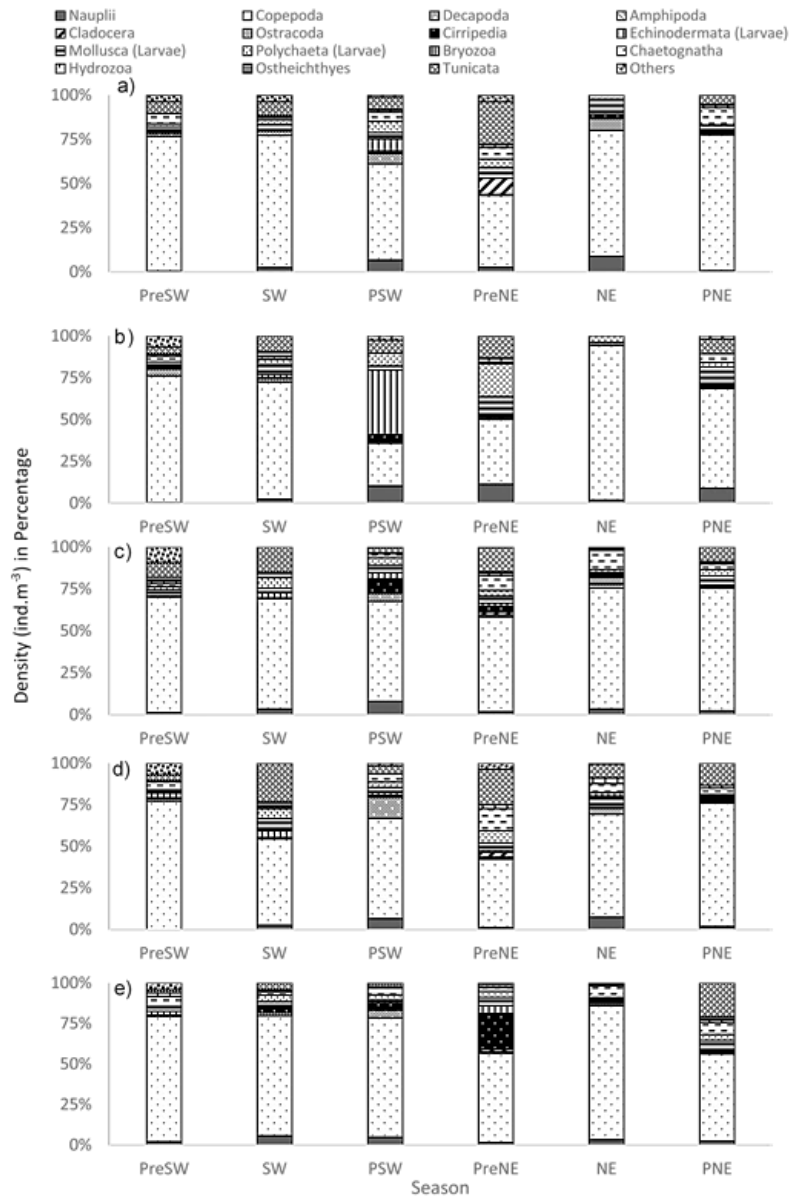 Nauplii Copepoda Decapoda Amphipoda
Cladocera Ostracoda Cirripedia Echinodermata (Larvae)
Mollusca (Larvae) Polychaeta (Larvae) Bryozoa Chaetognatha
Hydrozoa Ostheichthyes Tunicata Others
a)
100%
75%
50%
25%
0%
PreSW SW PSW PreNE NE PNE
b)
100%
75%
50%
25%
0%
PreSW SW PSW PreNE NE PNE
Density (ind.m-³) in Percentage
c)
100%
75%
50%
25%
0%
PreSW SW PSW PreNE NE PNE
d)
100%
75%
50%
25%
0%
PreSW SW PSW PreNE NE PNE
e)
100%
75%
50%
25%
0%
PreSW SW PSW PreNE NE PNE
Season